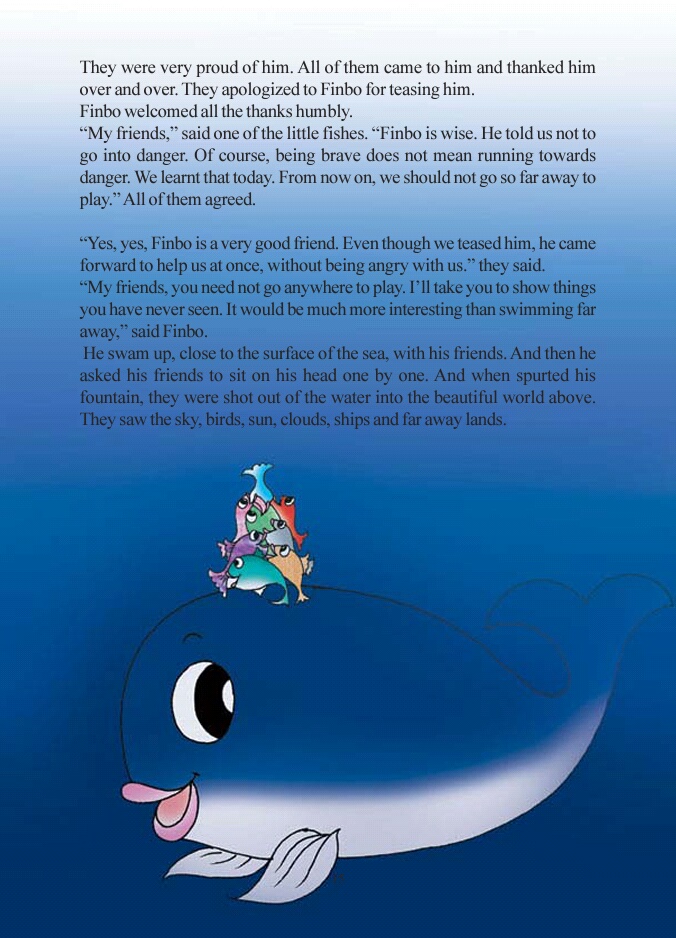 They were very proud of him. All of them came to him and thanked him
over and over. They apologized to Finbo for teasing him.
Finbo welcomed all the thanks humbly.
“My friends,” said one of the little fishes. “Finbo is wise. He told us not to
go into danger. Of course, being brave does not mean running towards
danger. We learnt that today. From now on, we should not go so far away to
play.” All of them agreed.
“Yes, yes, Finbo is a very good friend. Even though we teased him, he came
forward to help us at once, without being angry with us.” they said.
“My friends, you need not go anywhere to play. I’ll take you to show things
you have never seen. It would be much more interesting than swimming far
away,” said Finbo.
He swam up, close to the surface of the sea, with his friends. And then he
asked his friends to sit on his head one by one. And when spurted his
fountain, they were shot out of the water into the beautiful world above.
They saw the sky, birds, sun, clouds, ships and far away lands.